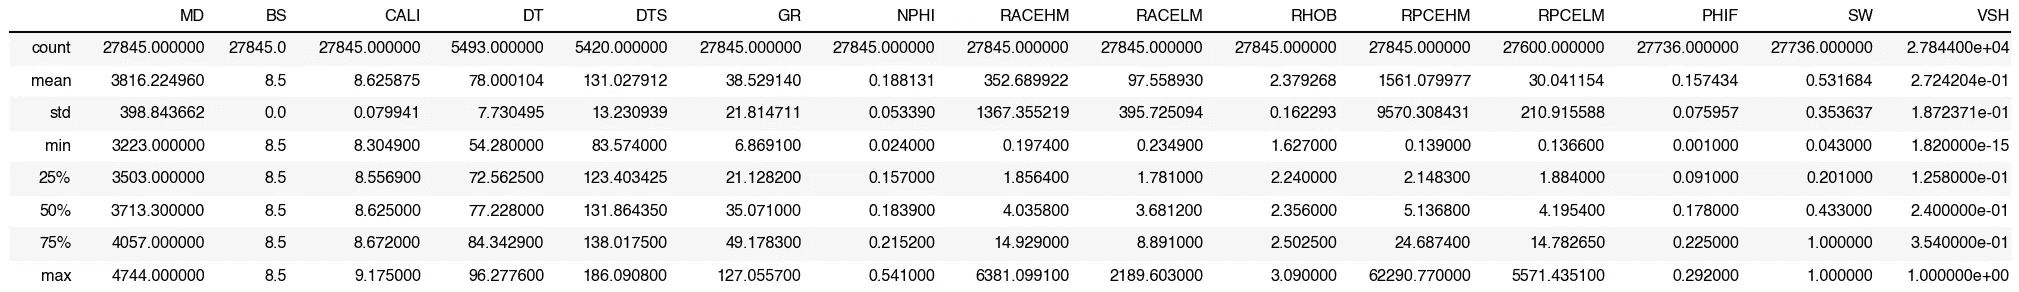 MD BS CALI DT DTS GR NPHI RACEHM RACELM RHOB RPCEHM RPCELM PHIF SW VSH
count 27845.000000 27845.0 27845.000000 5493.000000 5420.000000 27845.000000 27845.000000 27845.000000 27845.000000 27845.000000 27845.000000 27600.000000 27736.000000 27736.000000 2.784400e+04
mean 3816.224960 8.5 8.625875 78.000104 131.027912 38.529140 0.188131 352.689922 97.558930 2.379268 1561.079977 30.041154 0.157434 0.531684 2.724204e-01
std 398.843662 0.0 0.079941 7.730495 13.230939 21.814711 0.053390 1367.355219 395.725094 0.162293 9570.308431 210.915588 0.075957 0.353637 1.872371e-01
min 3223.000000 8.5 8.304900 54.280000 83.574000 6.869100 0.024000 0.197400 0.234900 1.627000 0.139000 0.136600 0.001000 0.043000 1.820000e-15
25% 3503.000000 8.5 8.556900 72.562500 123.403425 21.128200 0.157000 1.856400 1.781000 2.240000 2.148300 1.884000 0.091000 0.201000 1.258000e-01
50% 3713.300000 8.5 8.625000 77.228000 131.864350 35.071000 0.183900 4.035800 3.681200 2.356000 5.136800 4.195400 0.178000 0.433000 2.400000e-01
75% 4057.000000 8.5 8.672000 84.342900 138.017500 49.178300 0.215200 14.929000 8.891000 2.502500 24.687400 14.782650 0.225000 1.000000 3.540000e-01
max 4744.000000 8.5 9.175000 96.277600 186.090800 127.055700 0.541000 6381.099100 2189.603000 3.090000 62290.770000 5571.435100 0.292000 1.000000 1.000000e+00